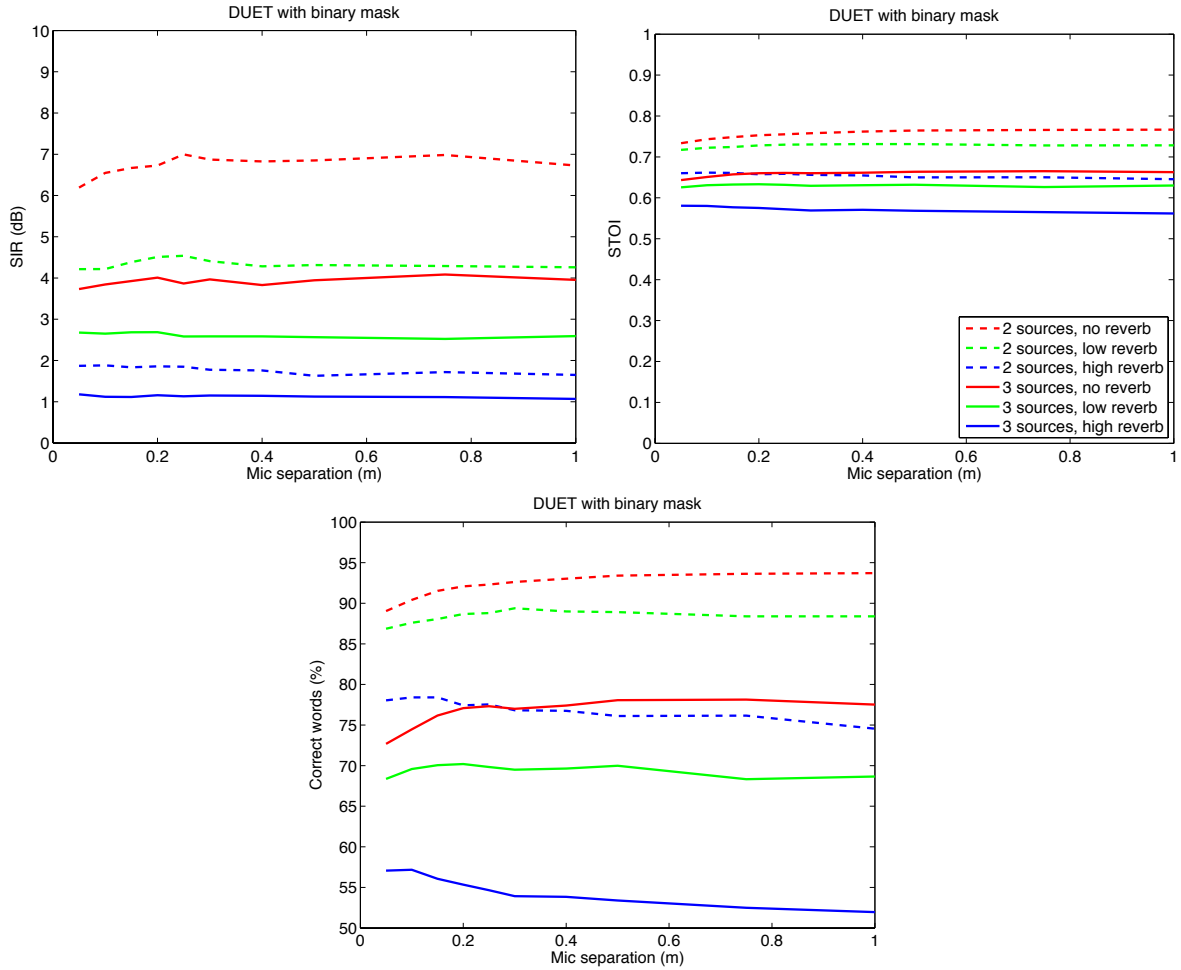 DUET with binary mask
10
9
8
7
6
5
4
3
2
1
0
SIR (dB)
0 0.2 0.4 0.6 0.8 1
Mic separation (m)
DUET with binary mask
1
0.9
0.8
0.7
0.6
0.5
0.4
0.3
0.2
0.1
0
STOI
2 sources, no reverb
2 sources, low reverb
2 sources, high reverb
3 sources, no reverb
3 sources, low reverb
3 sources, high reverb
0 0.2 0.4 0.6 0.8 1
Mic separation (m)
DUET with binary mask
100
95
90
85
80
75
70
65
60
55
50
Correct words (%)
0 0.2 0.4 0.6 0.8 1
Mic separation (m)